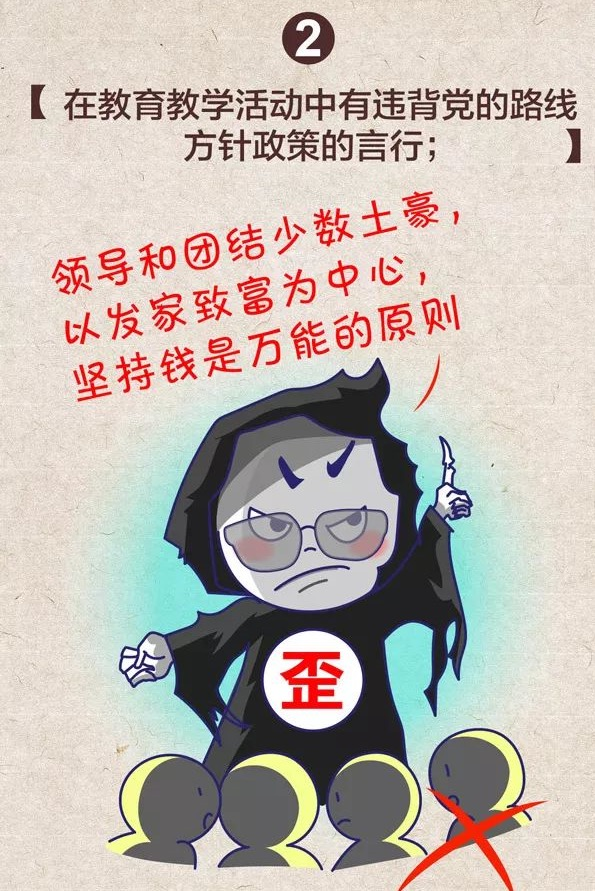 2
【 在教育教学活动中有违背党的路线
方针政策的言行； 】
领导和团结少数土豪，
以发家致富为中心，
坚持钱是万能的原则
歪